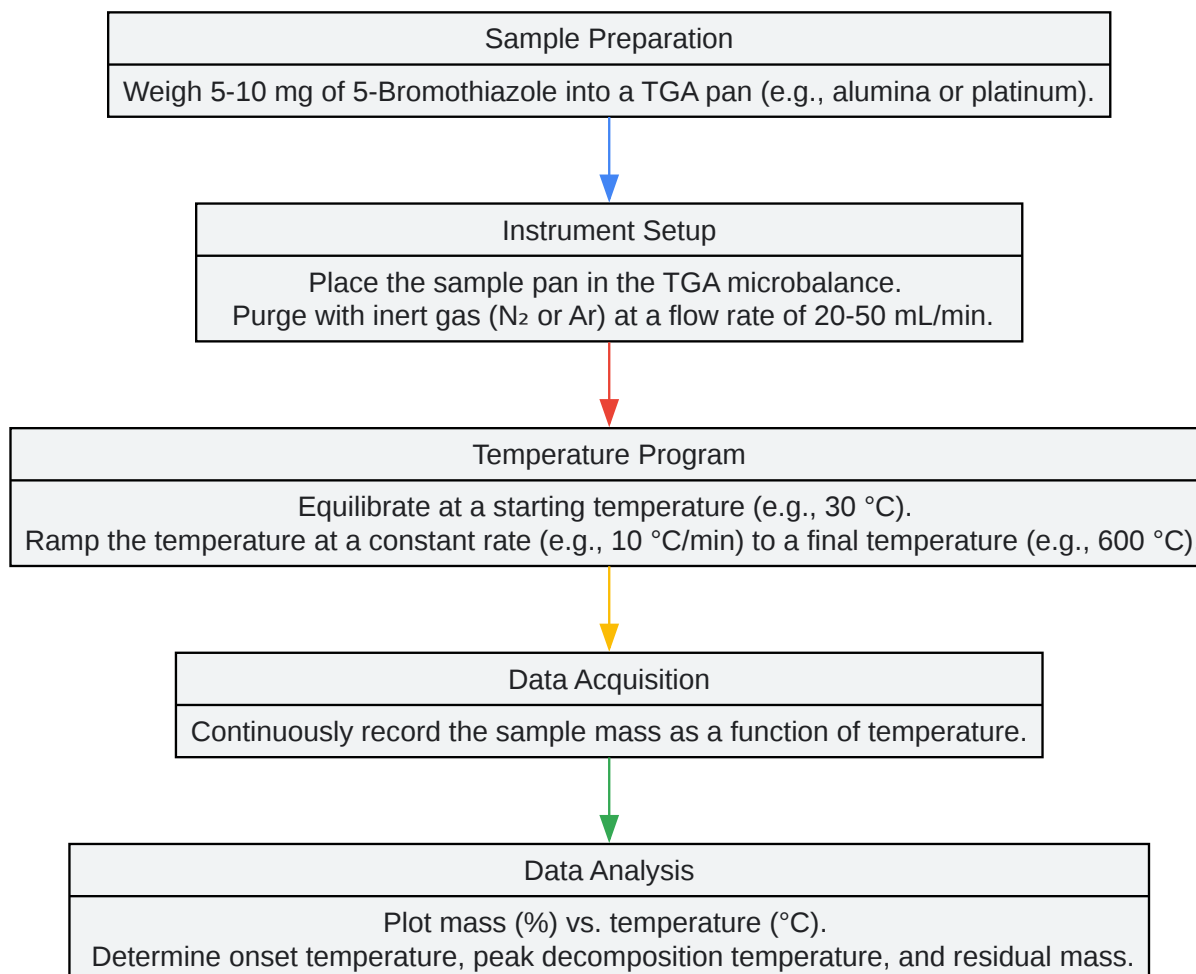 Sample Preparation
Weigh 5-10 mg of 5-Bromothiazole into a TGA pan (e.g., alumina or platinum).
Instrument Setup
Place the sample pan in the TGA microbalance.
Purge with inert gas (N₂ or Ar) at a flow rate of 20-50 mL/min.
Temperature Program
Equilibrate at a starting temperature (e.g., 30 °C).
Ramp the temperature at a constant rate (e.g., 10 °C/min) to a final temperature (e.g., 600 °C)
Data Acquisition
Continuously record the sample mass as a function of temperature.
Data Analysis
Plot mass (%) vs. temperature (°C).
Determine onset temperature, peak decomposition temperature, and residual mass.